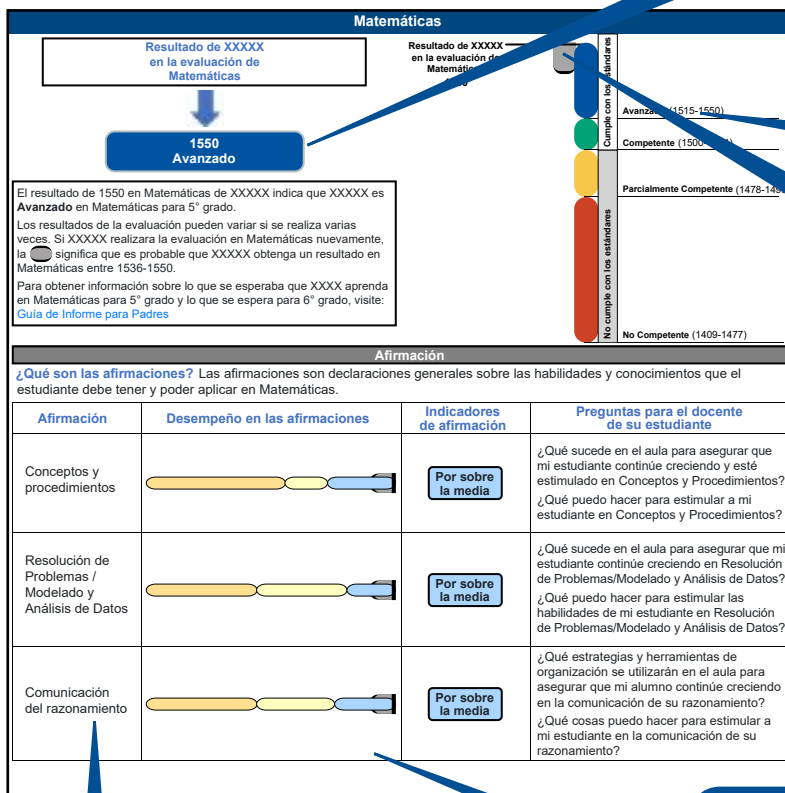 Matemáticas
Resultado de XXXXX
en la evaluación de
Matemáticas
1550
Avanzado
El resultado de 1550 en Matemáticas de XXXXX indica que XXXXX es
Avanzado en Matemáticas para 5° grado.
Los resultados de la evaluación pueden variar si se realiza varias
veces. Si XXXXX realizara la evaluación en Matemáticas nuevamente,
la significa que es probable que XXXXX obtenga un resultado en
Matemáticas entre 1536-1550.
Para obtener información sobre lo que se esperaba que XXXX aprenda
en Matemáticas para 5° grado y lo que se espera para 6° grado, visite:
Guía de Informe para Padres
Resultado de XXXXX
en la evaluación de
Cumple con los estándares
No cumple con los estándares
(1515-1550)
Competente
Parcialmente Competente
No Competente (1409-1477)
Afirmación
¿Qué son las afirmaciones? Las afirmaciones son declaraciones generales sobre las habilidades y conocimientos que el
estudiante debe tener y poder aplicar en Matemáticas.
Afirmación
Desempeño en las afirmaciones
Indicadores
de afirmación
Preguntas para el docente
de su estudiante
Conceptos y
procedimientos
Por sobre
la media
¿Qué sucede en el aula para asegurar que
mi estudiante continúe creciendo y esté
estimulado en Conceptos y Procedimientos?
¿Qué puedo hacer para estimular a mi
estudiante en Conceptos y Procedimientos?
Resolución de
Problemas /
Modelado y
Análisis de Datos
Por sobre
la media
¿Qué sucede en el aula para asegurar que mi
estudiante continúe creciendo en Resolución
de Problemas/Modelado y Análisis de Datos?
¿Qué puedo hacer para estimular las
habilidades de mi estudiante en Resolución
de Problemas/Modelado y Análisis de Datos?
Comunicación
del razonamiento
Por sobre
la media
¿Qué estrategias y herramientas de
organización se utilizarán en el aula para
asegurar que mi alumno continúe creciendo
en la comunicación de su razonamiento?
¿Qué cosas puedo hacer para estimular a
mi estudiante en la comunicación de su
razonamiento?